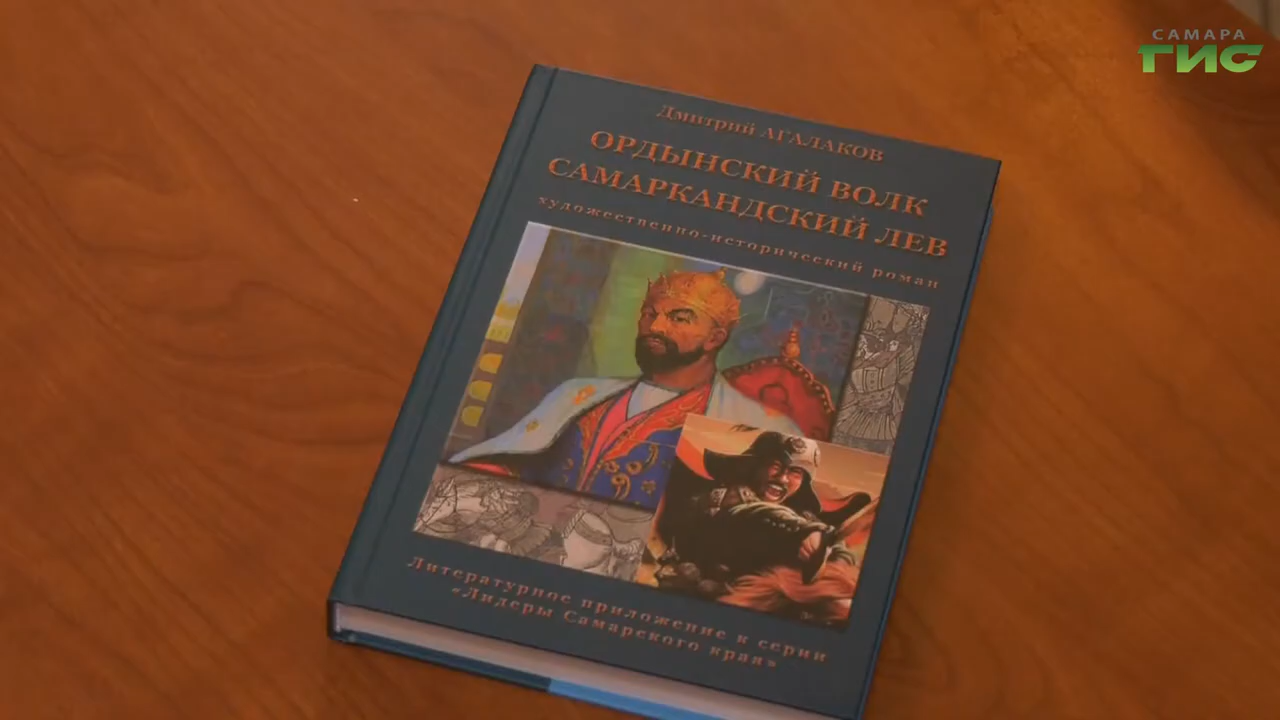 САМАРА
ГИС
Дмитрий АГАЛАКОВ
ОРДЫНСКИЙ ВОЛК
САМАРКАНДСКИЙ ЛЕВ
художественно-исторический роман
Литературное приложение к серии
«Лидеры Самарского края»